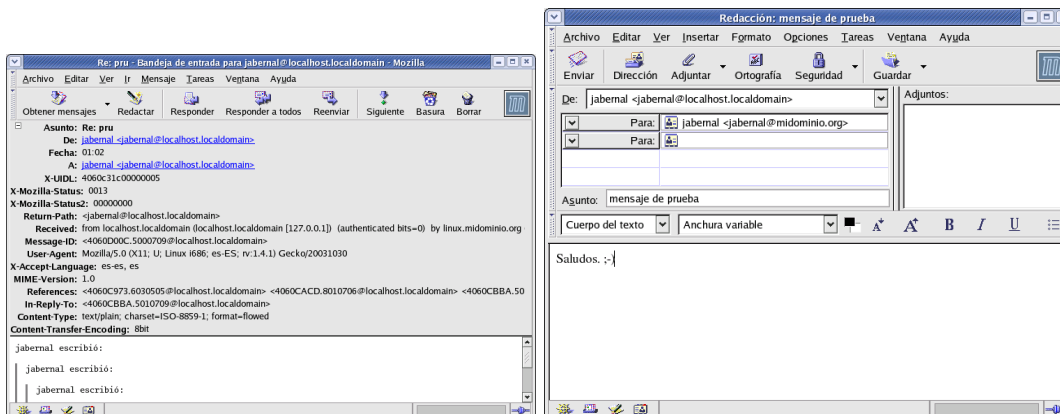 Re: pru - Bandeja de entrada para jabernal@localhost.localdomain - Mozilla
Archivo Editar Ver Ir Mensaje Tareas Ventana Ayuda
Obtener mensajes Redactar Responder Responder a todos Reenviar Siguiente Basura Borrar
Asunto: Re: pru
De: jabernal <jabernal@localhost.localdomain>
Fecha: 01:02
A: jabernal <jabernal@localhost.localdomain>
X-UIDL: 4060c31c00000005
X-Mozilla-Status: 0013
X-Mozilla-Status2: 00000000
Return-Path: <jabernal@localhost.localdomain>
Received: from localhost.localdomain (localhost.localdomain [127.0.0.1]) (authenticated bits=0) by linux.midominio.org
Message-ID: <4060D00C.5000709@localhost.localdomain>
User-Agent: Mozilla/5.0 (X11; U; Linux i686; es-ES; rv:1.4.1) Gecko/20031030
X-Accept-Language: es-es, es
MIME-Version: 1.0
References: <4060C973.6030505@localhost.localdomain> <4060CACD.8010706@localhost.localdomain> <4060CBBA.50
In-Reply-To: <4060CBBA.5010709@localhost.localdomain>
Content-Type: text/plain; charset=ISO-8859-1; format=flowed
Content-Transfer-Encoding: 8bit
jabernal escribió:
jabernal escribió:
jabernal escribió:
Redacción: mensaje de prueba
Archivo Editar Ver Insertar Formato Opciones Tareas Ventana Ayuda
Enviar Dirección Adjuntar Ortografía Seguridad Guardar
De: jabernal <jabernal@localhost.localdomain>
Adjuntos:
Para: jabernal <jabernal@midominio.org>
Para:
Asunto: mensaje de prueba
Cuerpo del texto Anchura variable A A B I U
Saludos. ;-)